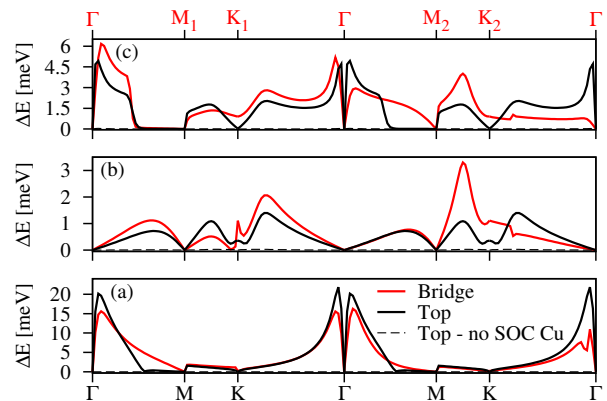 Γ M1 K1 Γ M2 K2 Γ
(c)
ΔE [meV]
6
4.5
3
1.5
0
(b)
ΔE [meV]
3
2
1
0
(a)
ΔE [meV]
20
15
10
5
0
Bridge
Top
Top - no SOC Cu
Γ M K Γ M K Γ